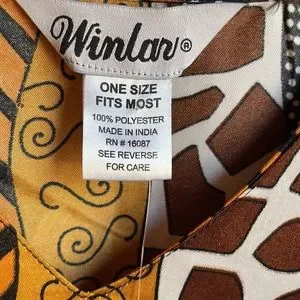 Winlar®
ONE SIZE
FITS MOST
100% POLYESTER
MADE IN INDIA
RN # 16087
SEE REVERSE
FOR CARE